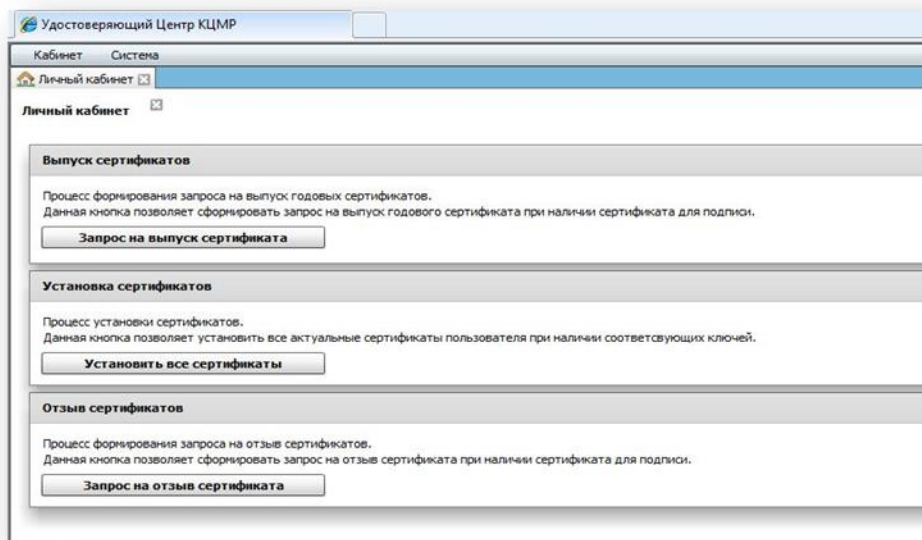 Удостоверяющий Центр КЦМР
Кабинет Система
Личный кабинет
Личный кабинет
Выпуск сертификатов
Процесс формирования запроса на выпуск годовых сертификатов.
Данная кнопка позволяет сформировать запрос на выпуск годового сертификата при наличии сертификата для подписи.
Запрос на выпуск сертификата
Установка сертификатов
Процесс установки сертификатов.
Данная кнопка позволяет установить все актуальные сертификаты пользователя при наличии соответсвующих ключей.
Установить все сертификаты
Отзыв сертификатов
Процесс формирования запроса на отзыв сертификатов.
Данная кнопка позволяет сформировать запрос на отзыв сертификата при наличии сертификата для подписи.
Запрос на отзыв сертификата